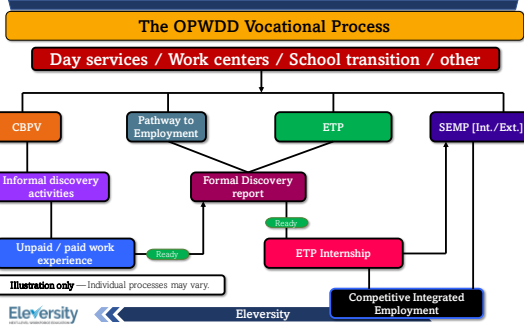 The OPWDD Vocational Process
Day services / Work centers / School transition / other
CBPV
Pathway to
Employment
ETP
SEMP [Int./Ext.]
Informal discovery
activities
Formal Discovery
report
Ready
Unpaid / paid work
experience
Ready
ETP Internship
Illustration only — Individual processes may vary.
Competitive Integrated
Employment
Eleversity
Eleversity